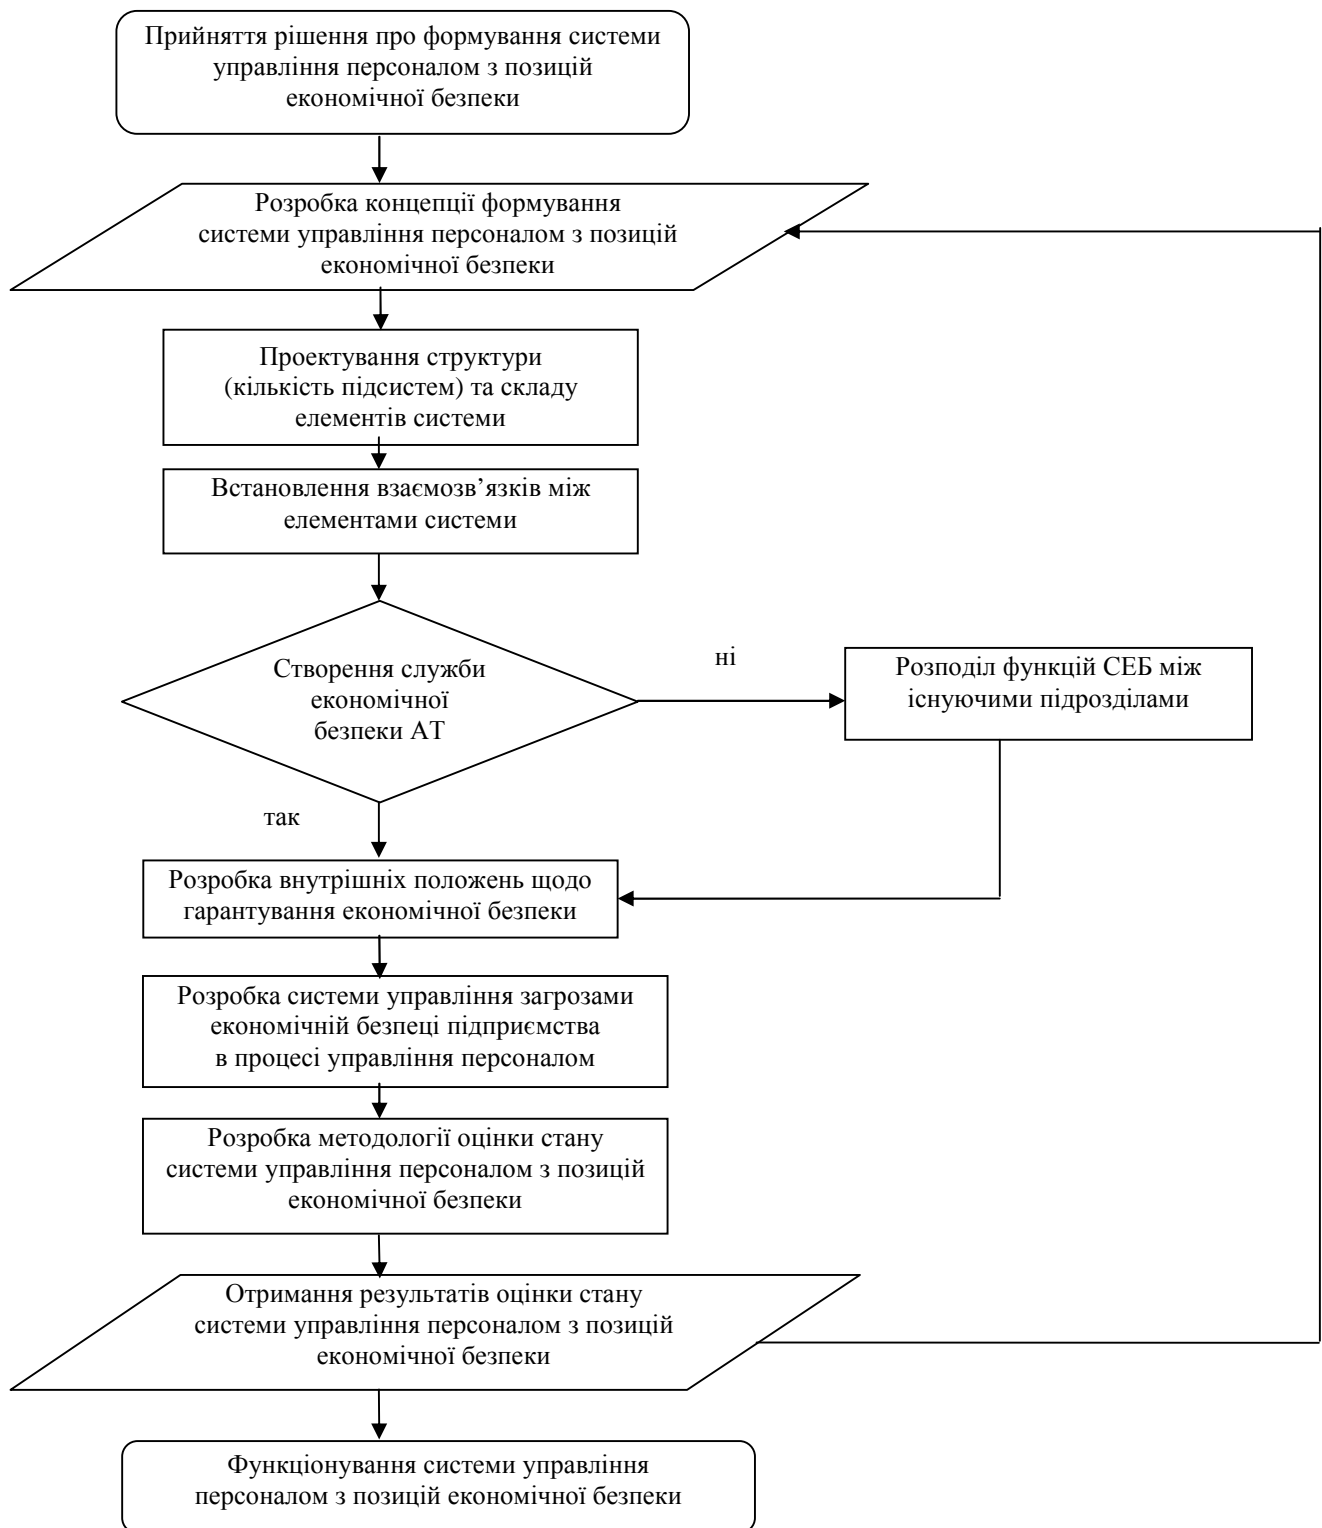 Прийняття рішення про формування системи
управління персоналом з позицій
економічної безпеки
Розробка концепції формування
системи управління персоналом з позицій
економічної безпеки
Проектування структури
(кількість підсистем) та складу
елементів системи
Встановлення взаємозв’язків між
елементами системи
Створення служби
економічної
безпеки АТ
ні
Розподіл функцій СЕБ між
існуючими підрозділами
так
Розробка внутрішніх положень щодо
гарантування економічної безпеки
Розробка системи управління загрозами
економічній безпеці підприємства
в процесі управління персоналом
Розробка методології оцінки стану
системи управління персоналом з позицій
економічної безпеки
Отримання результатів оцінки стану
системи управління персоналом з позицій
економічної безпеки
Функціонування системи управління
персоналом з позицій економічної безпеки